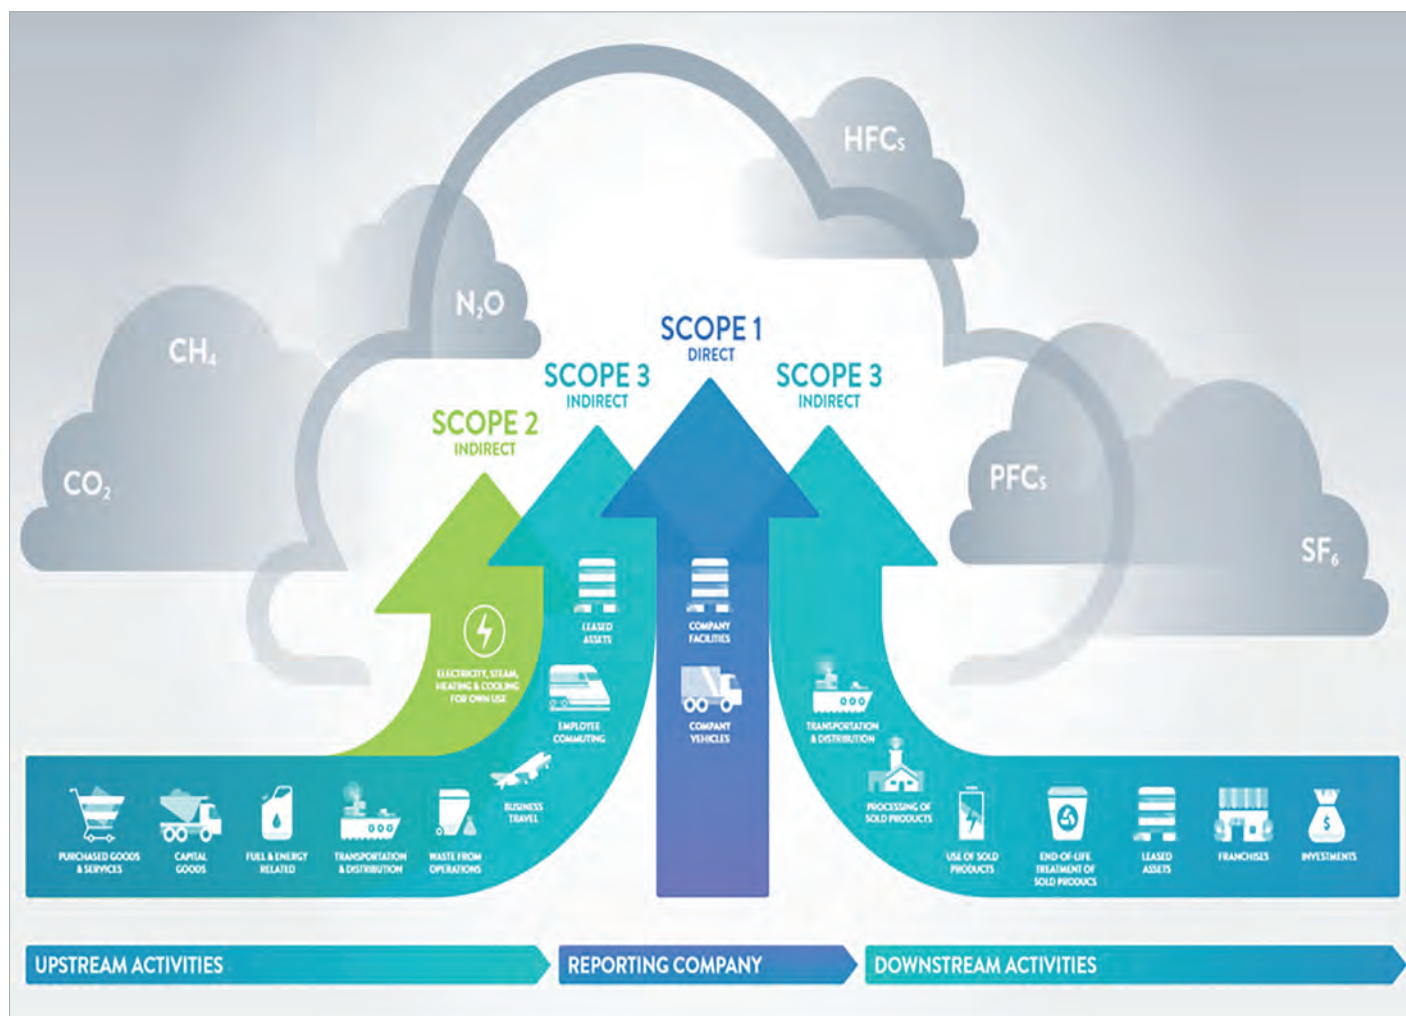 HFCs
N₂O
CH₄
CO₂
PFCs
SF₆
SCOPE 1
DIRECT
SCOPE 3
INDIRECT
SCOPE 3
INDIRECT
SCOPE 2
INDIRECT
ELECTRICITY, STEAM,
HEATING & COOLING
FOR OWN USE
LEASED
ASSETS
EMPLOYEE
COMMUTING
BUSINESS
TRAVEL
COMPANY
FACILITIES
COMPANY
VEHICLES
TRANSPORTATION
& DISTRIBUTION
PROCESSING OF
SOLD PRODUCTS
PURCHASED GOODS
& SERVICES
CAPITAL
GOODS
FUEL & ENERGY
RELATED
TRANSPORTATION
& DISTRIBUTION
WASTE FROM
OPERATIONS
USE OF SOLD
PRODUCTS
END-OF-LIFE
TREATMENT OF
SOLD PRODUCS
LEASED
ASSETS
FRANCHISES
$
INVESTMENTS
UPSTREAM ACTIVITIES
REPORTING COMPANY
DOWNSTREAM ACTIVITIES